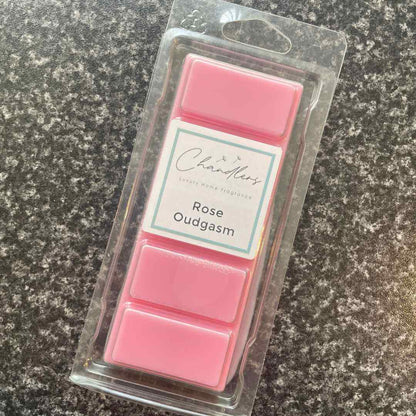 Chandlers
Luxury Home Fragrance
Rose
Oudgasm